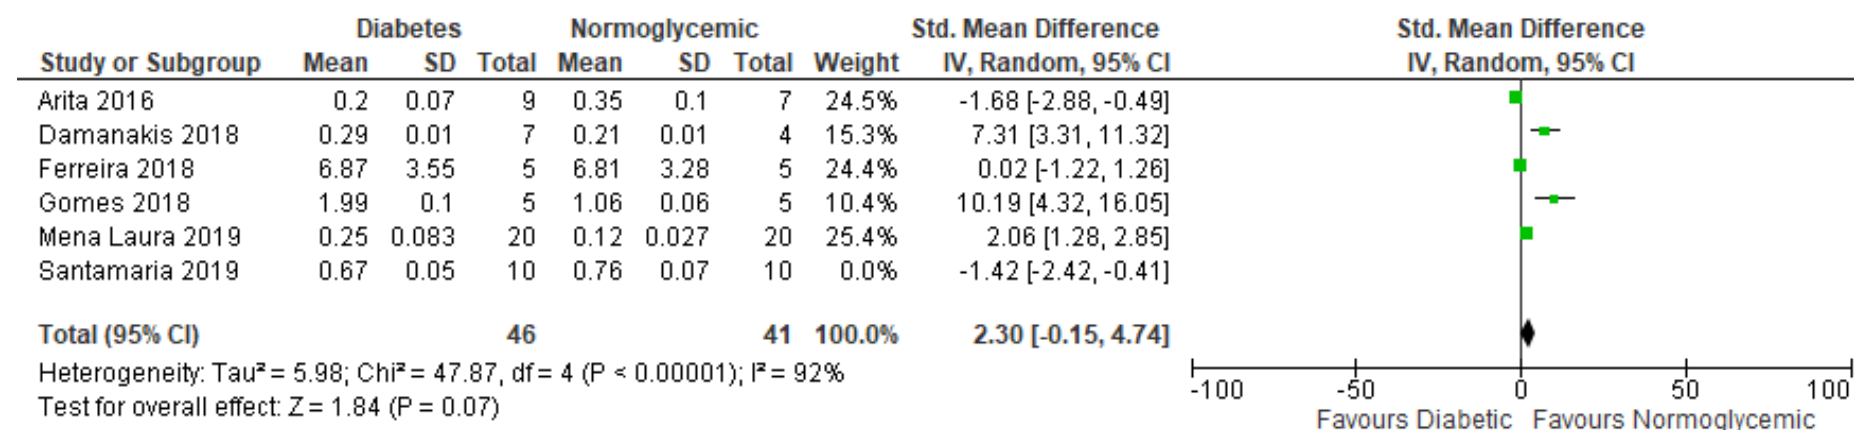 Diabetes Normoglycemic Std. Mean Difference Std. Mean Difference
Study or Subgroup Mean SD Total Mean SD Total Weight IV, Random, 95% CI IV, Random, 95% CI
Arita 2016 0.2 0.07 9 0.35 0.1 7 24.5% -1.68 [-2.88, -0.49]
Damanakis 2018 0.29 0.01 7 0.21 0.01 4 15.3% 7.31 [3.31, 11.32]
Ferreira 2018 6.87 3.55 5 6.81 3.28 5 24.4% 0.02 [-1.22, 1.26]
Gomes 2018 1.99 0.1 5 1.06 0.06 5 10.4% 10.19 [4.32, 16.05]
Mena Laura 2019 0.25 0.083 20 0.12 0.027 20 25.4% 2.06 [1.28, 2.85]
Santamaria 2019 0.67 0.05 10 0.76 0.07 10 0.0% -1.42 [-2.42, -0.41]
Total (95% CI) 46 41 100.0% 2.30 [-0.15, 4.74]
Heterogeneity: Tau² = 5.98; Chi² = 47.87, df = 4 (P < 0.00001); I² = 92%
Test for overall effect: Z = 1.84 (P = 0.07)
-100 -50 0 50 100
Favours Diabetic Favours Normoglycemic